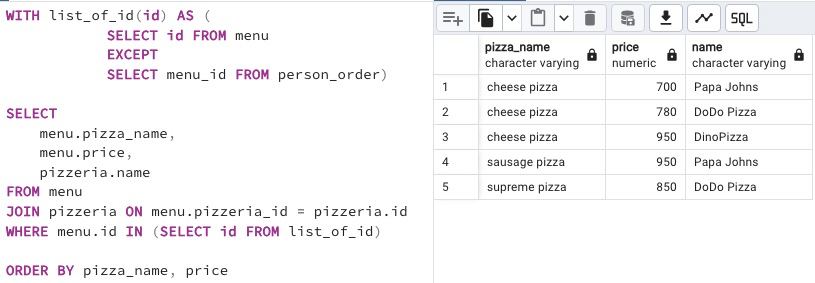 WITH list_of_id(id) AS (
SELECT id FROM menu
EXCEPT
SELECT menu_id FROM person_order)
SELECT
menu.pizza_name,
menu.price,
pizzeria.name
FROM menu
JOIN pizzeria ON menu.pizzeria_id = pizzeria.id
WHERE menu.id IN (SELECT id FROM list_of_id)
ORDER BY pizza_name, price
SQL
pizza_name price name
character varying numeric character varying
1 cheese pizza 700 Papa Johns
2 cheese pizza 780 DoDo Pizza
3 cheese pizza 950 DinoPizza
4 sausage pizza 950 Papa Johns
5 supreme pizza 850 DoDo Pizza